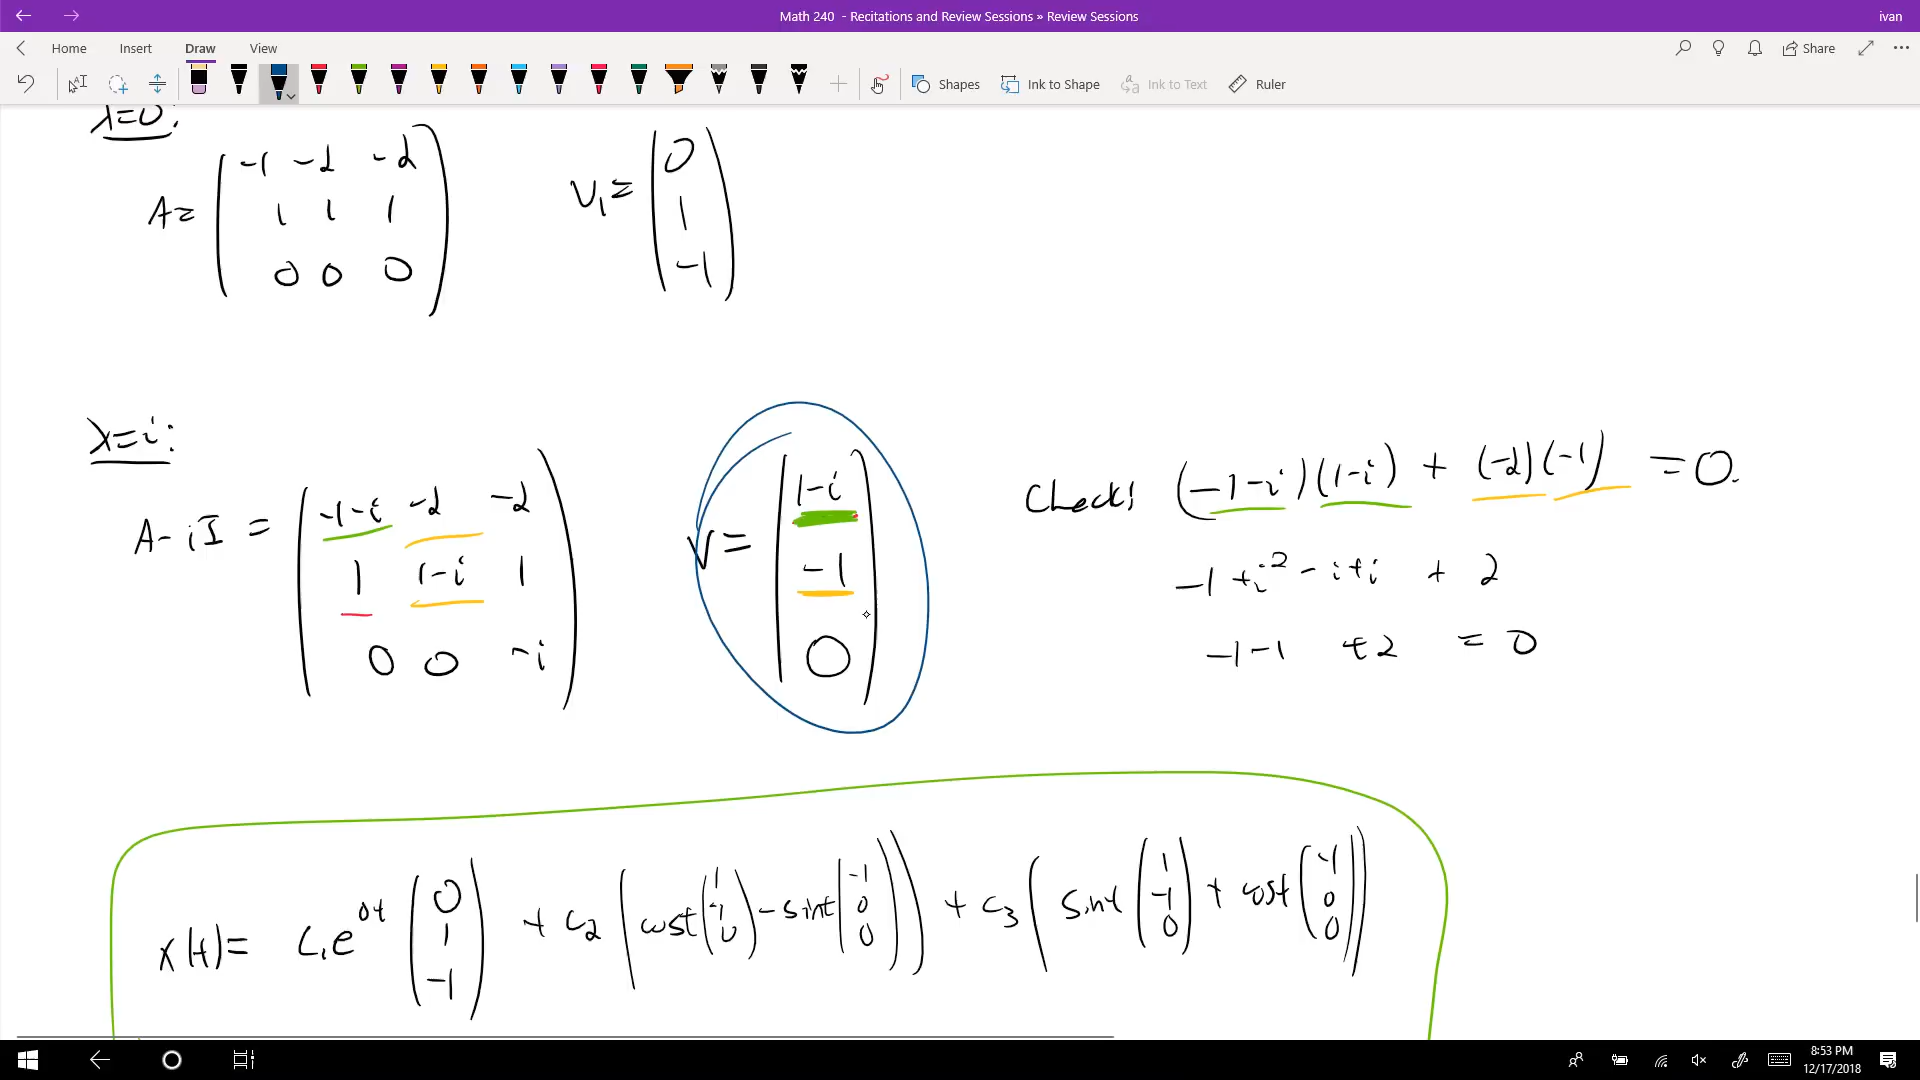 Math 240 - Recitations and Review Sessions » Review Sessions
ivan
Home Insert Draw View
Share
Shapes Ink to Shape Ink to Text Ruler
λ=0:
A = ( -1 -2 -2
1 1 1
0 0 0 )
V₁ = ( 0
1
-1 )
λ=i:
A-iI = ( -1-i -2 -2
1 1-i 1
0 0 -i )
V = ( 1-i
-1
0 )
Check! (-1-i)(1-i) + (-2)(-1) = 0.
-1 + i² - i + i + 2
-1 - 1 + 2 = 0
x(t) = c₁e^0t ( 0 1 -1 ) + c₂ ( cost ( 1 -1 0 ) - sint ( -1 0 0 ) ) + c₃ ( sint ( 1 -1 0 ) + cost ( -1 0 0 ) )
8:53 PM
12/17/2018